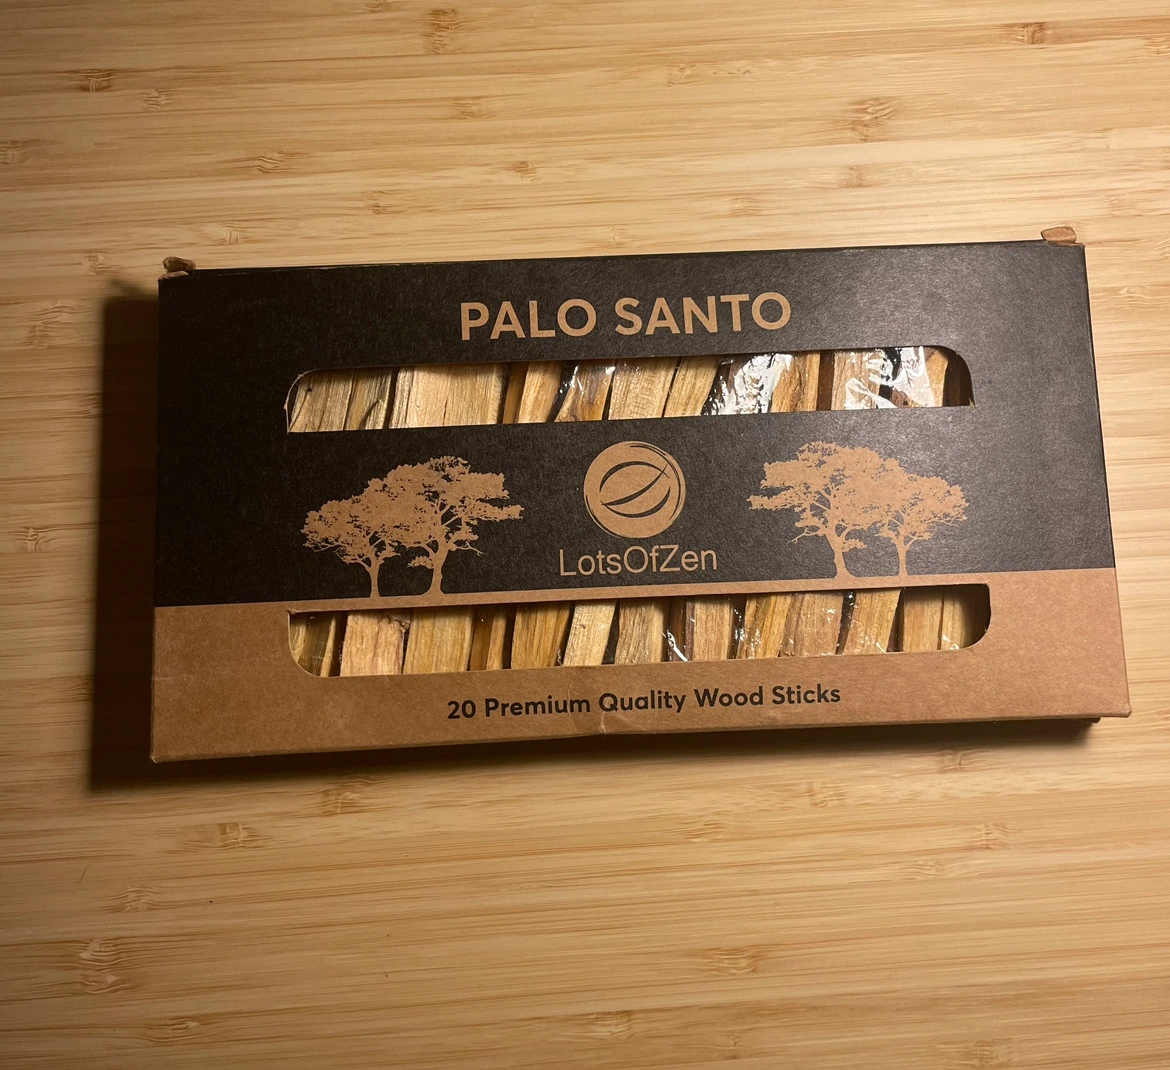 PALO SANTO
LotsOfZen
20 Premium Quality Wood Sticks